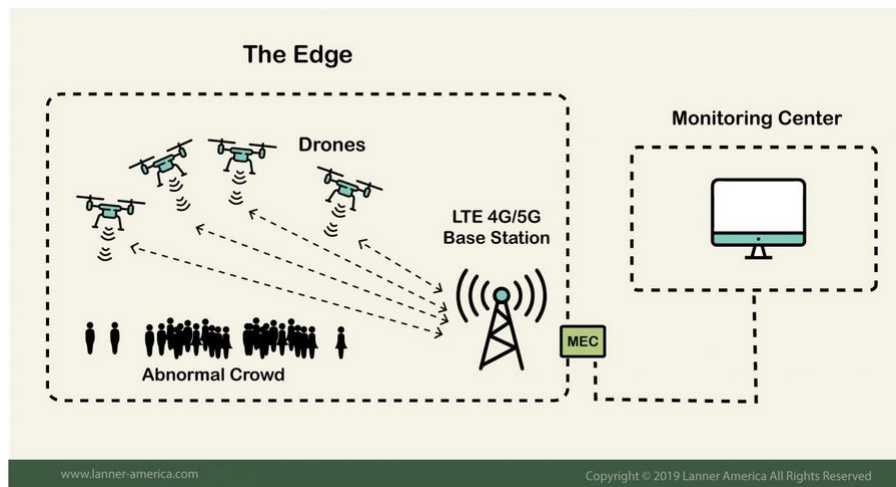 The Edge
Drones
Monitoring Center
LTE 4G/5G
Base Station
MEC
Abnormal Crowd
www.lanner-america.com
Copyright © 2019 Lanner America All Rights Reserved